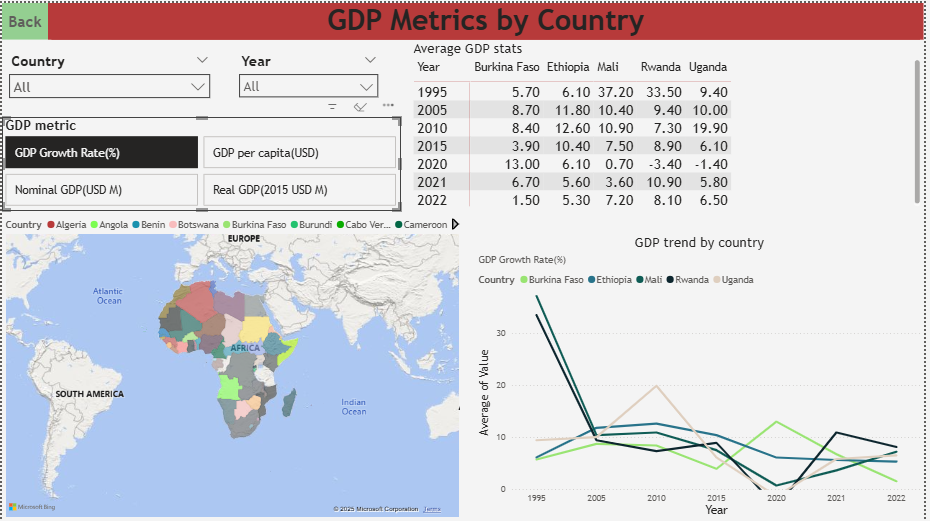 Back
GDP Metrics by Country
Country
All
Year
All
GDP metric
GDP Growth Rate(%)
GDP per capita(USD)
Nominal GDP(USD M)
Real GDP(2015 USD M)
Average GDP stats
Year Burkina Faso Ethiopia Mali Rwanda Uganda
1995 5.70 6.10 37.20 33.50 9.40
2005 8.70 11.80 10.40 9.40 10.00
2010 8.40 12.60 10.90 7.30 19.90
2015 3.90 10.40 7.50 8.90 6.10
2020 13.00 6.10 0.70 -3.40 -1.40
2021 6.70 5.60 3.60 10.90 5.80
2022 1.50 5.30 7.20 8.10 6.50
Country Algeria Angola Benin Botswana Burkina Faso Burundi Cabo Ver... Cameroon
EUROPE
Atlantic
Ocean
AFRICA
SOUTH AMERICA
Indian
Ocean
Microsoft Bing
© 2025 Microsoft Corporation Terms
GDP trend by country
GDP Growth Rate(%)
Country Burkina Faso Ethiopia Mali Rwanda Uganda
Average of Value
30
20
10
0
1995 2005 2010 2015 2020 2021 2022
Year